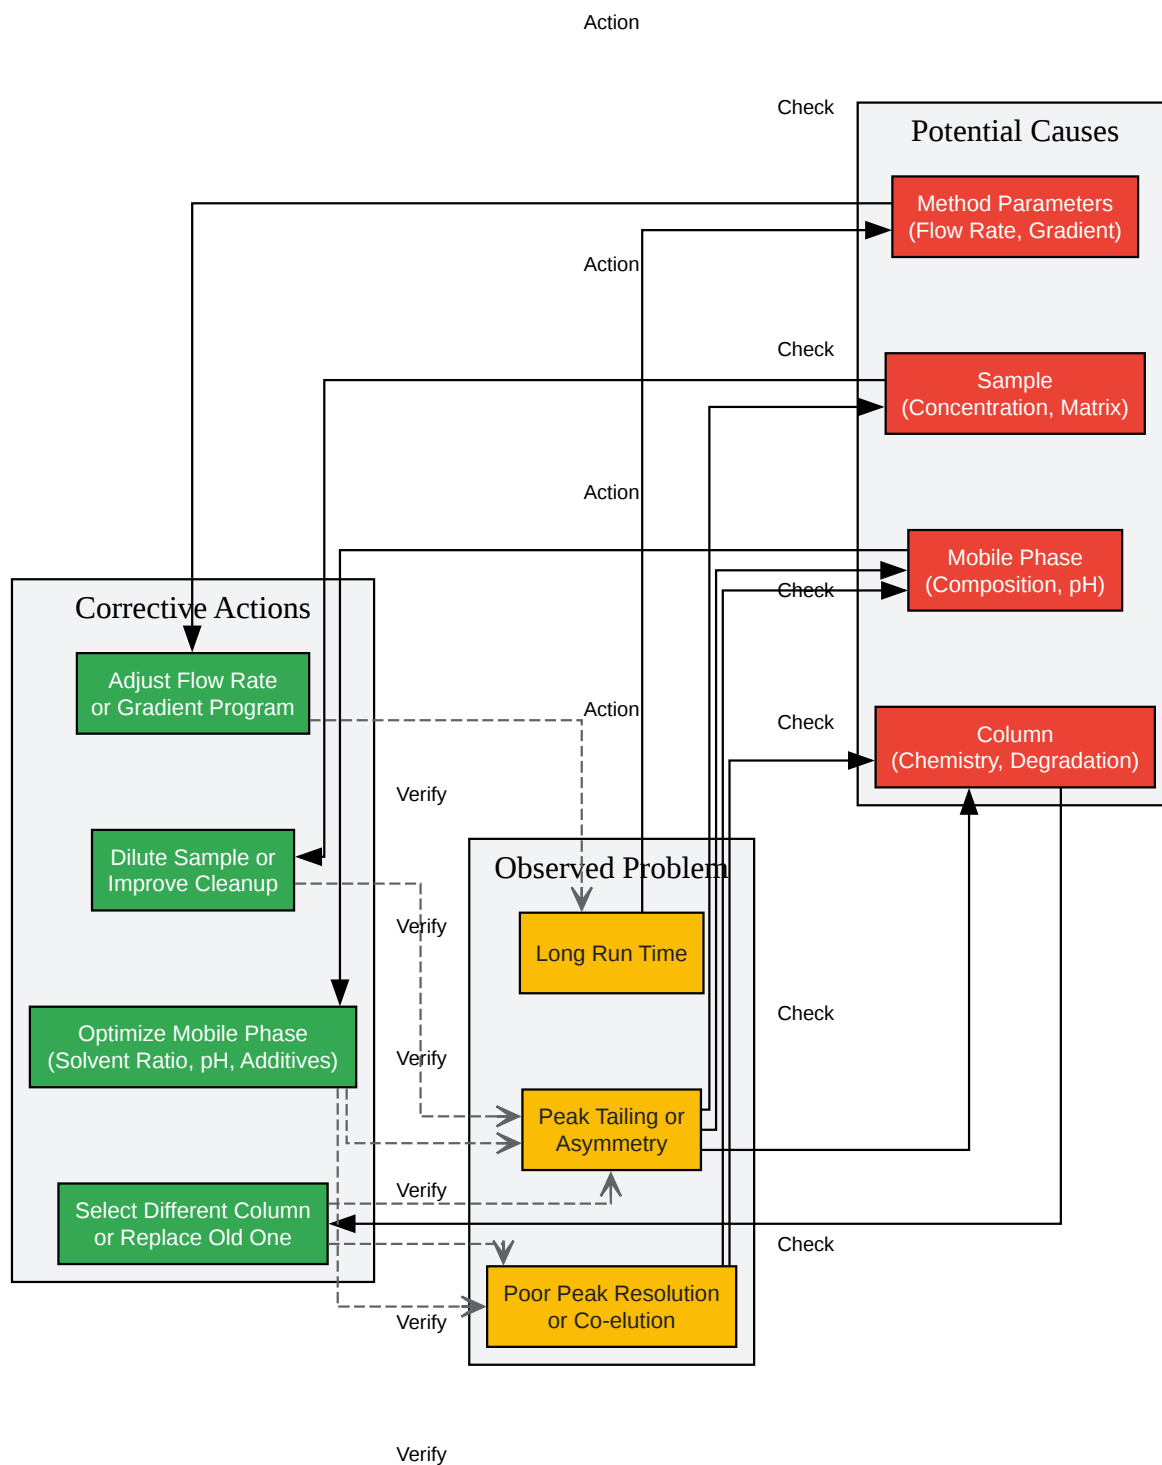 Action
Check
Potential Causes
Method Parameters
(Flow Rate, Gradient)
Action
Check
Sample
(Concentration, Matrix)
Action
Mobile Phase
(Composition, pH)
Check
Corrective Actions
Adjust Flow Rate
or Gradient Program
Action
Check
Column
(Chemistry, Degradation)
Verify
Observed Problem
Dilute Sample or
Improve Cleanup
Verify
Long Run Time
Check
Optimize Mobile Phase
(Solvent Ratio, pH, Additives)
Verify
Peak Tailing or
Asymmetry
Verify
Select Different Column
or Replace Old One
Check
Poor Peak Resolution
or Co-elution
Verify
Verify